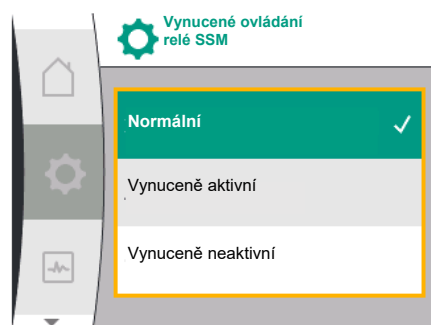 Vynucené ovládání
relé SSM
Normální
Vynuceně aktivní
Vynuceně neaktivní